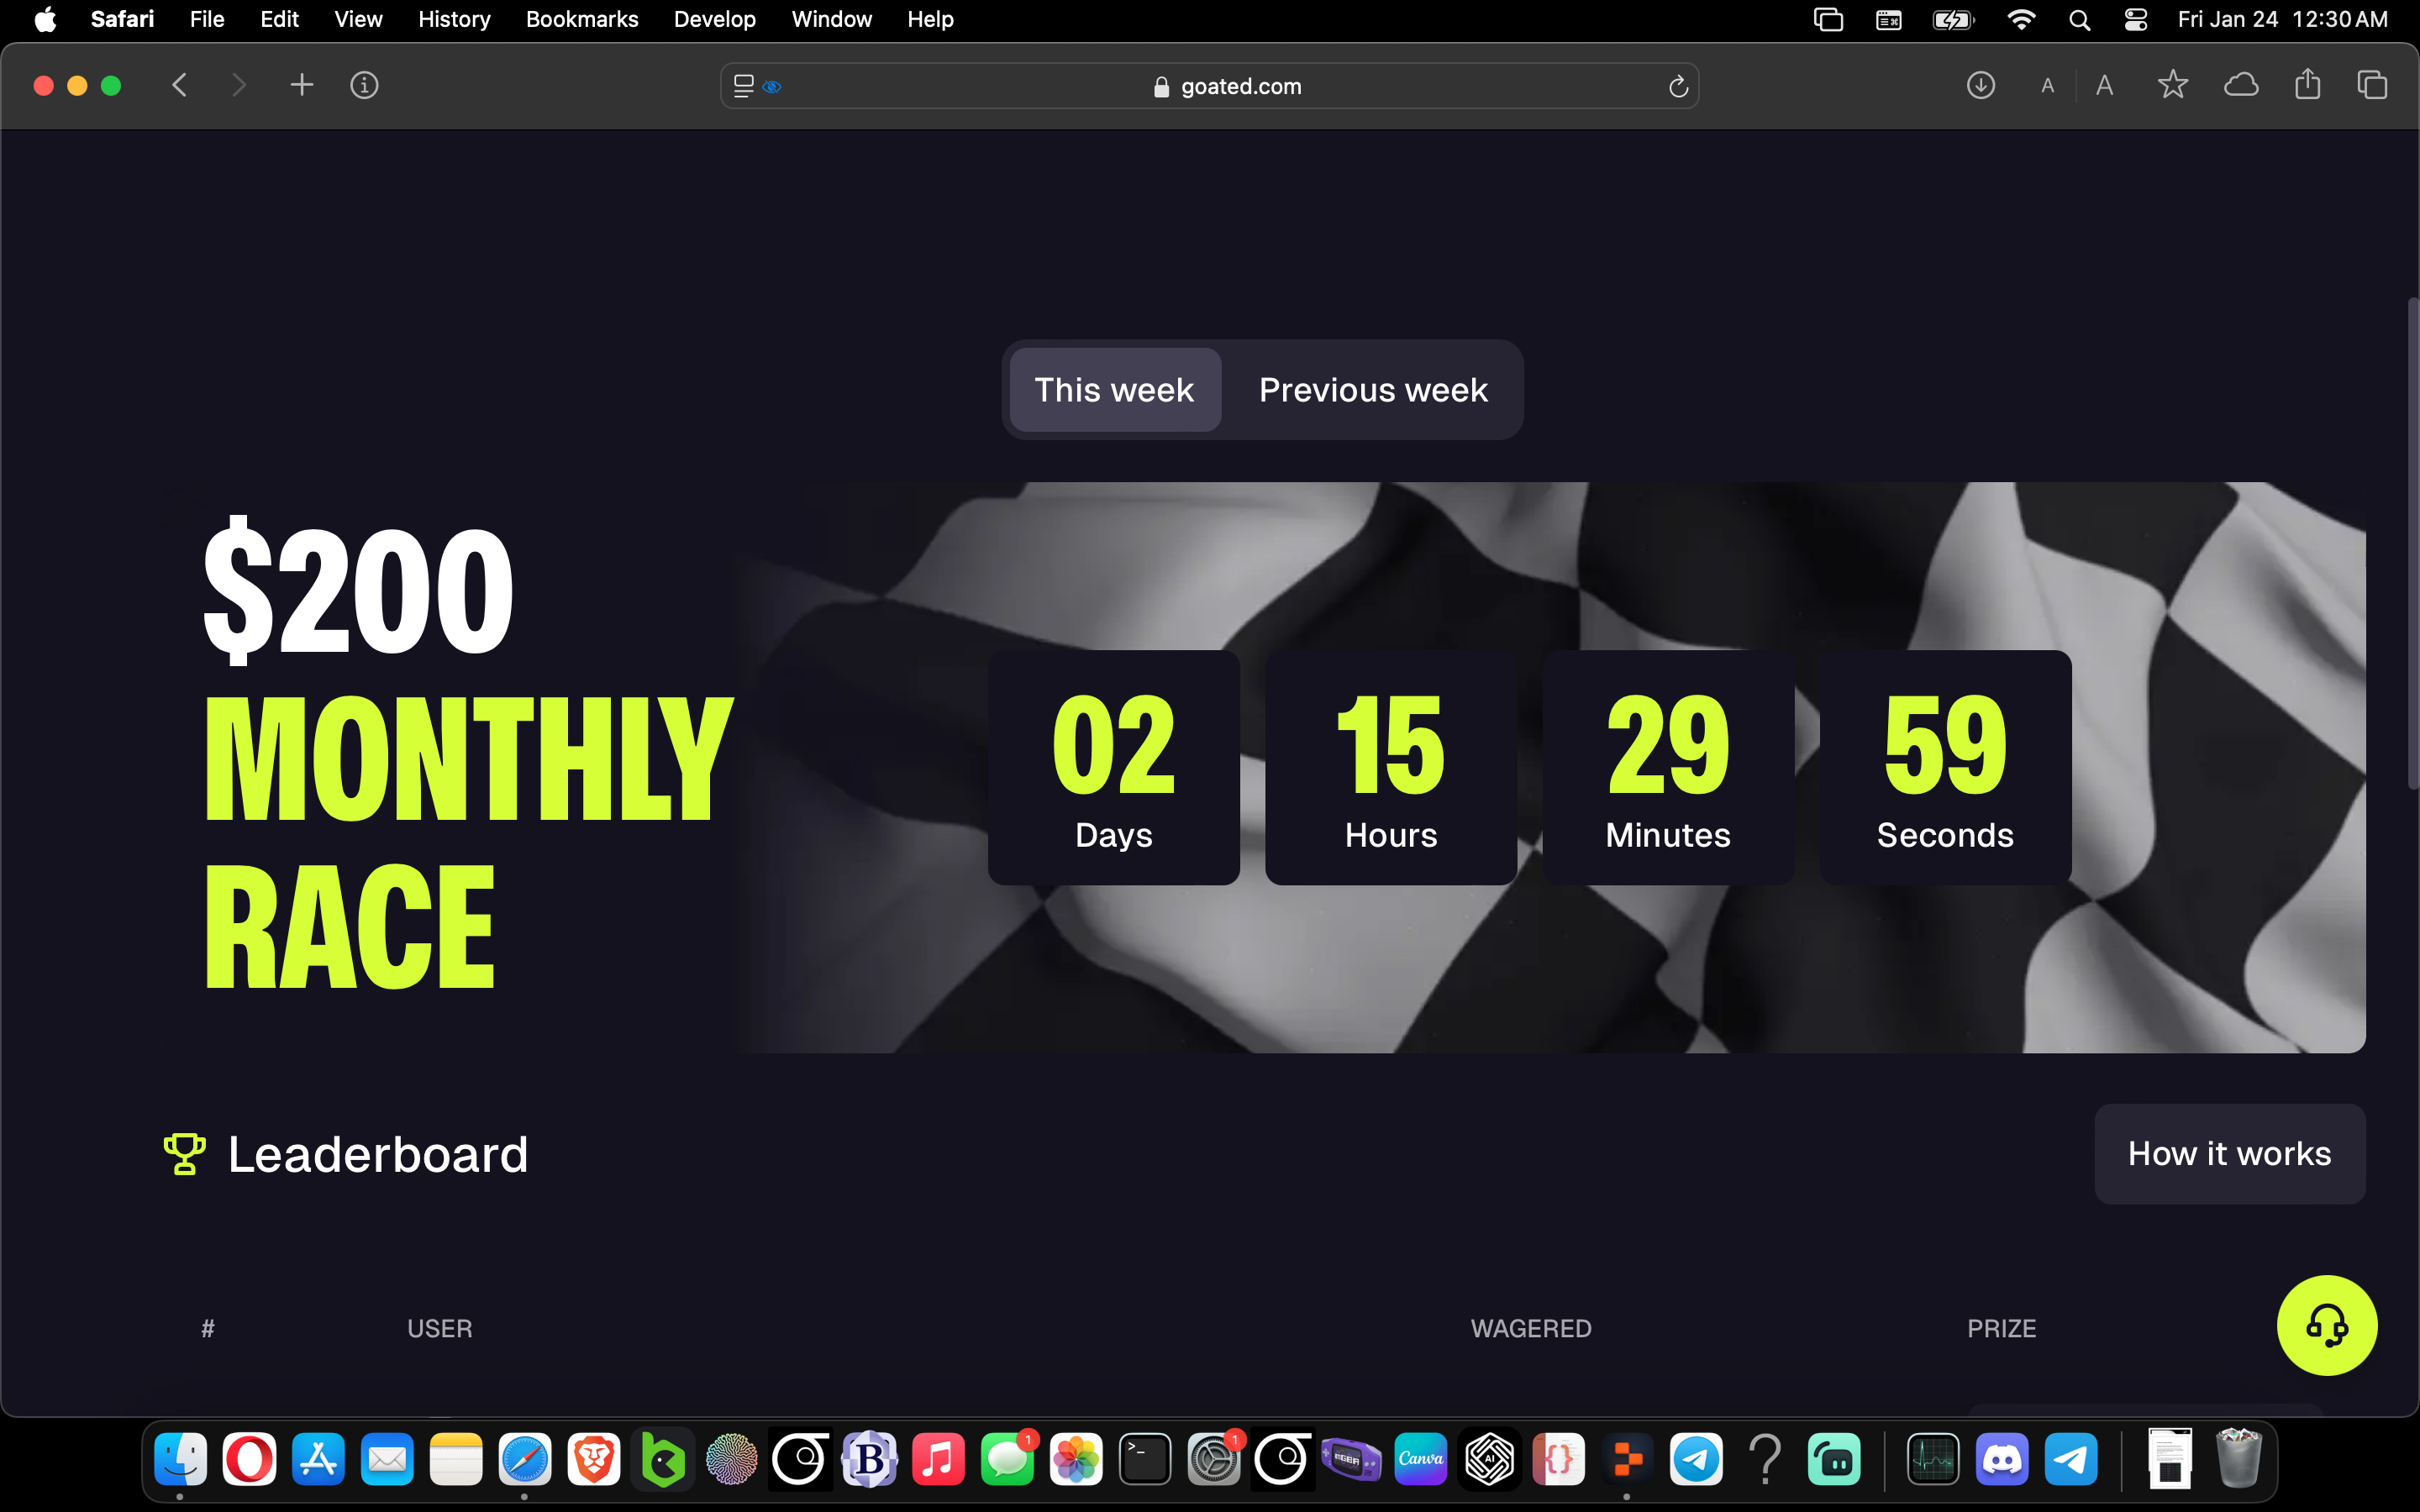 Safari File Edit View History Bookmarks Develop Window Help Fri Jan 24 12:30 AM
goated.com A A
This week Previous week
$200
MONTHLY
RACE
02 15 29 59
Days Hours Minutes Seconds
Leaderboard How it works
# USER WAGERED PRIZE
1 1 Canva AI